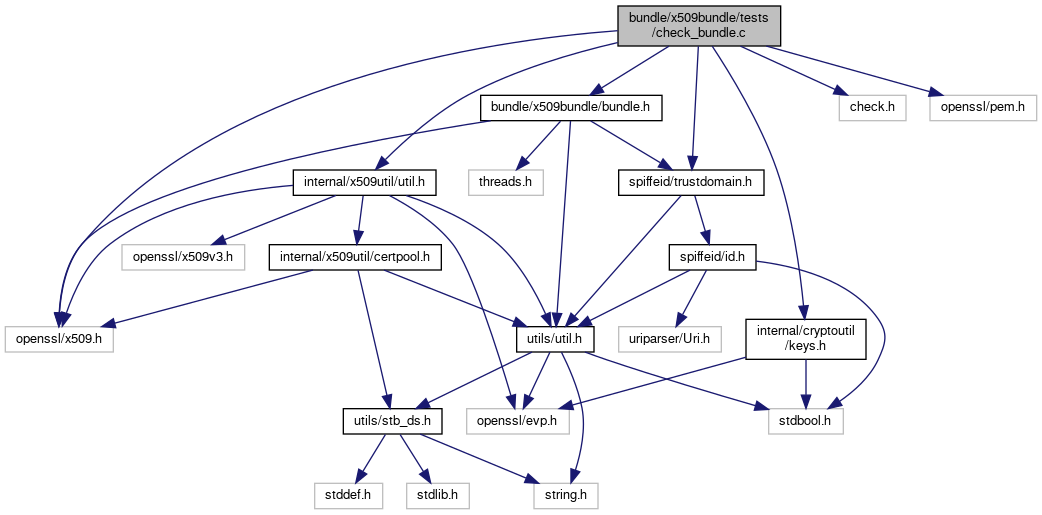 bundle/x509bundle/tests
/check_bundle.c
bundle/x509bundle/bundle.h
check.h
openssl/pem.h
internal/x509util/util.h
threads.h
spiffeid/trustdomain.h
openssl/x509v3.h
internal/x509util/certpool.h
spiffeid/id.h
openssl/x509.h
utils/util.h
uriparser/Uri.h
internal/cryptoutil
/keys.h
utils/stb_ds.h
openssl/evp.h
stdbool.h
stddef.h
stdlib.h
string.h